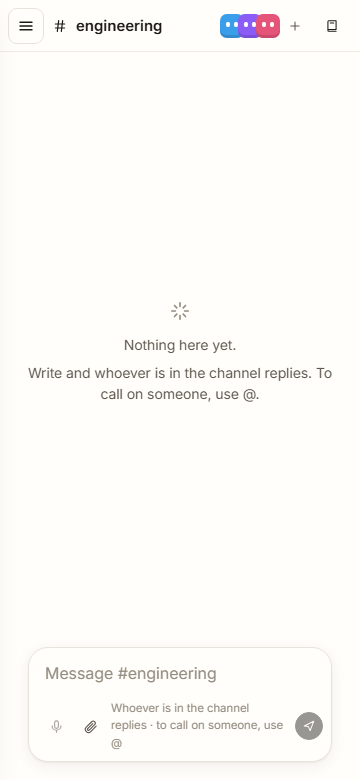 # engineering
Nothing here yet.
Write and whoever is in the channel replies. To
call on someone, use @.
Message #engineering
Whoever is in the channel
replies · to call on someone, use
@